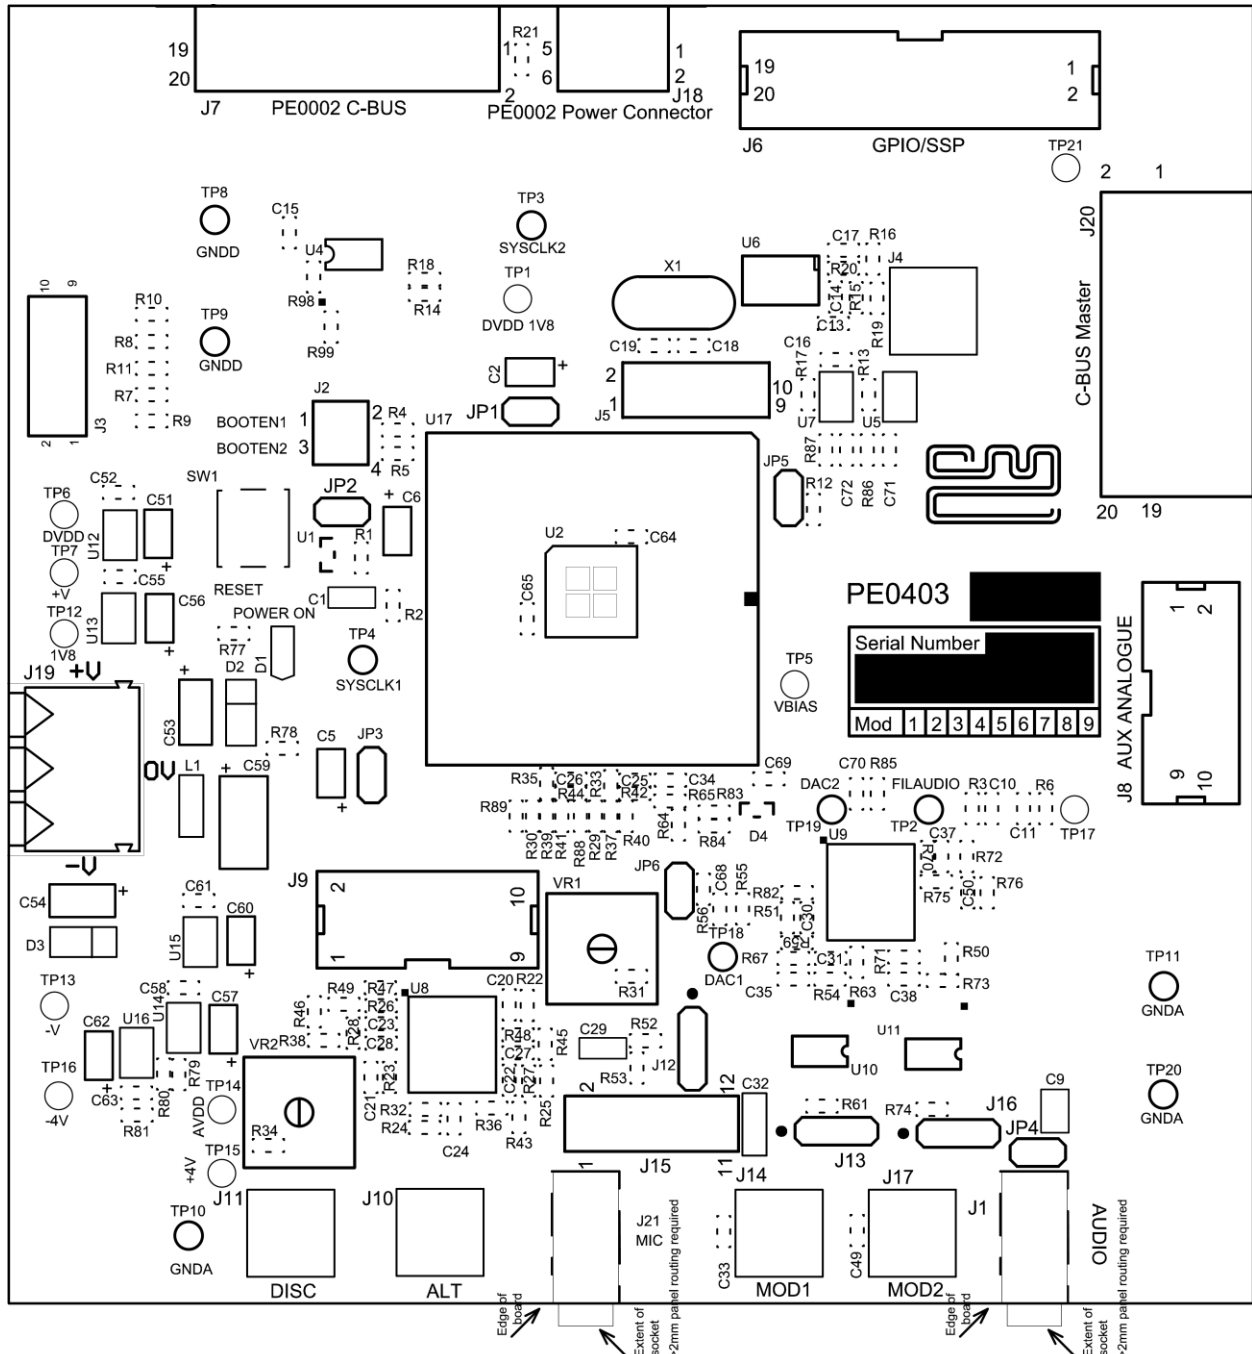 19
20
J7
PE0002 C-BUS
1
2
R21
5
6
1
2
J18
PE0002 Power Connector
19
20
1
2
J6
GPIO/SSP
TP21
2
1
J20
C-BUS Master
20
19
TP8
GNDD
C15
U4
R98
R99
TP3
SYSCLK2
R18
R14
TP1
DVDD 1V8
X1
U6
C17
R16
R20
C14
R15
C13
J4
R19
10
9
J3
2
1
R10
R8
R11
R7
R9
TP9
GNDD
C19
C18
C2
+
JP1
2
1
J5
10
9
C16
R17
R13
U7
U5
J2
BOOTEN1
1
2
BOOTEN2
3
4
R4
R5
U17
R87
C72
R86
C71
JP5
R12
C52
SW1
TP6
DVDD
C51
+
U12
TP7
+V
C55
RESET
JP2
+
C6
U1
R1
C1
R2
U2
C64
C65
TP12
1V8
U13
C56
+
POWER ON
R77
D2
D1
TP4
SYSCLK1
PE0403
Serial Number
Mod 1 2 3 4 5 6 7 8 9
TP5
VBIAS
1
2
J8 AUX ANALOGUE
9
10
J19
+V
0V
-V
+
C53
R78
L1
+
C59
C5
+
JP3
R35
C26
R33
C25
C34
C69
R44
R42
R65
R83
R89
R30
R39
R41
R88
R29
R37
R40
R64
R84
D4
DAC2
TP19
C70
R85
FILAUDIO
TP2
R3
C10
R6
C11
TP17
U9
C37
R70
R72
R75
C50
R76
C54
+
D3
C61
U15
C60
+
J9
2
10
1
9
VR1
R31
JP6
C68
R55
R56
R82
R51
C30
R59
TP18
DAC1
R67
C35
C31
R54
R63
R71
C38
R50
R73
TP13
-V
C58
U14
C57
+
C62
+
U16
R49
R47
R46
R26
R38
R28
C23
C28
U8
C20
R22
R48
C27
R45
C22
R27
R25
C29
R52
R53
J12
U10
U11
TP11
GNDA
TP16
-4V
C63
R81
R80
R79
TP14
AVDD
TP15
+4V
VR2
R34
C21
R23
R32
R24
C24
R36
R43
2
12
1
11
J15
C32
R61
J13
R74
J16
C9
JP4
TP20
GNDA
TP10
GNDA
J11
DISC
J10
ALT
J21
MIC
J14
C33
MOD1
J17
C49
MOD2
J1
AUDIO
Edge of
board
Extent of
socket
>2mm panel routing required
Edge of
board
Extent of
socket
>2mm panel routing required